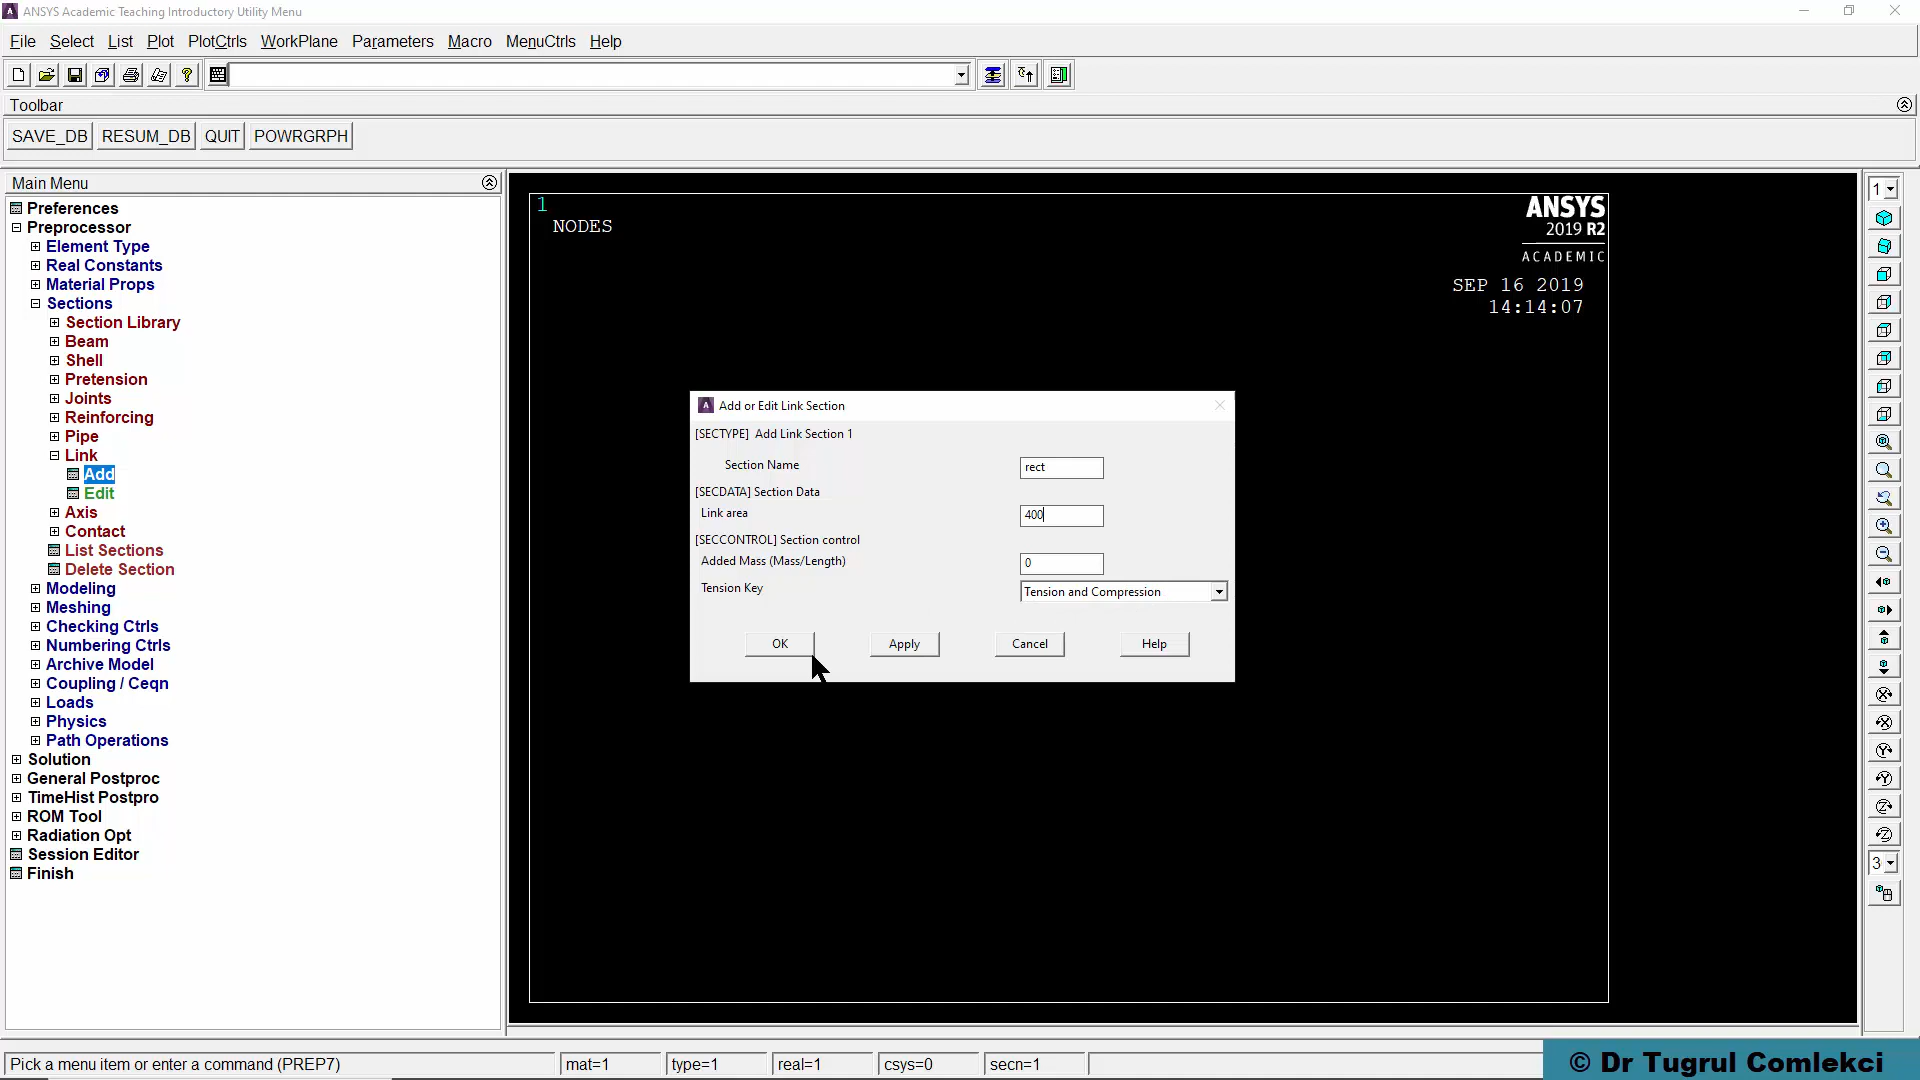 ANSYS Academic Teaching Introductory Utility Menu
File Select List Plot PlotCtrls WorkPlane Parameters Macro MenuCtrls Help
Toolbar
SAVE_DB RESUM_DB QUIT POWRGRPH
Main Menu
Preferences
Preprocessor
Element Type
Real Constants
Material Props
Sections
Section Library
Beam
Shell
Pretension
Joints
Reinforcing
Pipe
Link
Add
Edit
Axis
Contact
List Sections
Delete Section
Modeling
Meshing
Checking Ctrls
Numbering Ctrls
Archive Model
Coupling / Ceqn
Loads
Physics
Path Operations
Solution
General Postproc
TimeHist Postpro
ROM Tool
Radiation Opt
Session Editor
Finish
1
NODES
ANSYS
2019 R2
ACADEMIC
SEP 16 2019
14:14:07
Add or Edit Link Section
[SECTYPE] Add Link Section 1
Section Name rect
[SECDATA] Section Data
Link area 400
[SECCONTROL] Section control
Added Mass (Mass/Length) 0
Tension Key Tension and Compression
OK Apply Cancel Help
1
3
Pick a menu item or enter a command (PREP7) mat=1 type=1 real=1 csys=0 secn=1
© Dr Tugrul Comlekci